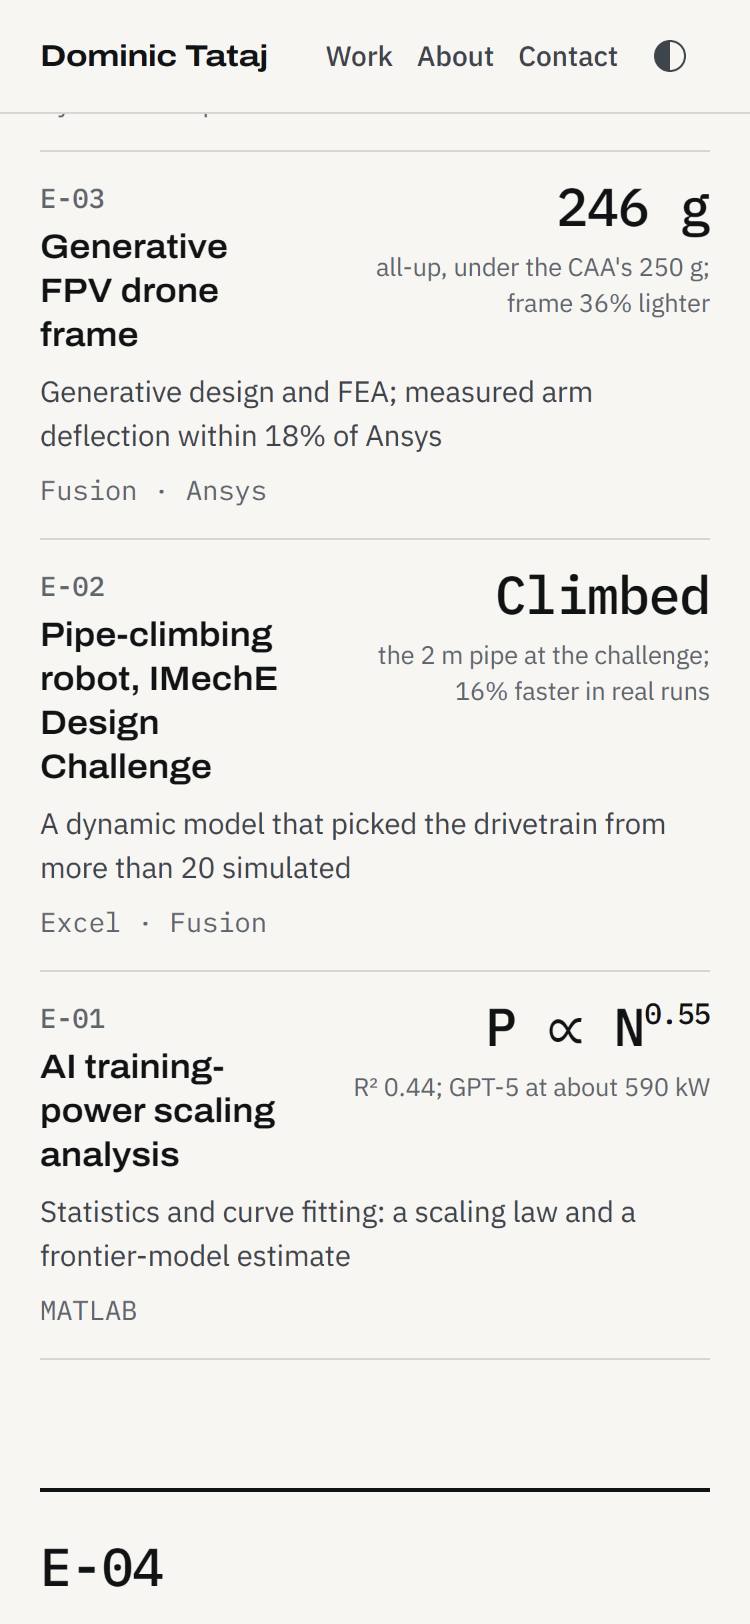 Dominic Tataj Work About Contact
E-03
246 g
Generative
FPV drone
frame
all-up, under the CAA's 250 g;
frame 36% lighter
Generative design and FEA; measured arm
deflection within 18% of Ansys
Fusion · Ansys
E-02
Climbed
Pipe-climbing
robot, IMechE
Design
Challenge
the 2 m pipe at the challenge;
16% faster in real runs
A dynamic model that picked the drivetrain from
more than 20 simulated
Excel · Fusion
E-01
P ∝ N^0.55
AI training-
power scaling
analysis
R² 0.44; GPT-5 at about 590 kW
Statistics and curve fitting: a scaling law and a
frontier-model estimate
MATLAB
E-04